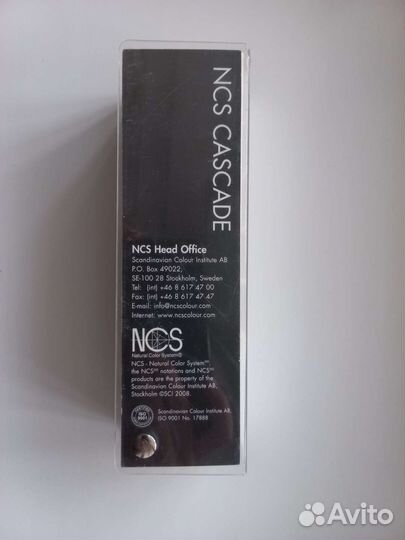 NCS CASCADE
NCS Head Office
Scandinavian Colour Institute AB
P.O. Box 49022,
SE-100 28 Stockholm, Sweden
Tel: (int) +46 8 617 47 00
Fax: (int) +46 8 617 47 47
E-mail: info@ncscolour.com
Internet: www.ncscolour.com
NCS
Natural Color System®
NCS - Natural Color System™,
the NCS™ notations and NCS™
products are the property of the
Scandinavian Colour Institute AB,
Stockholm (SCI) 2008.
ISO
9001
Scandinavian Colour Institute AB,
ISO 9001 No. 17888
Avito